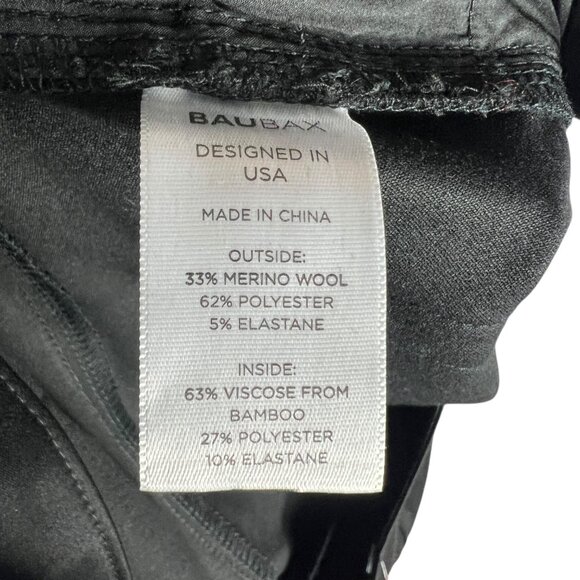 BAUBAX
DESIGNED IN
USA
MADE IN CHINA
OUTSIDE:
33% MERINO WOOL
62% POLYESTER
5% ELASTANE
INSIDE:
63% VISCOSE FROM
BAMBOO
27% POLYESTER
10% ELASTANE